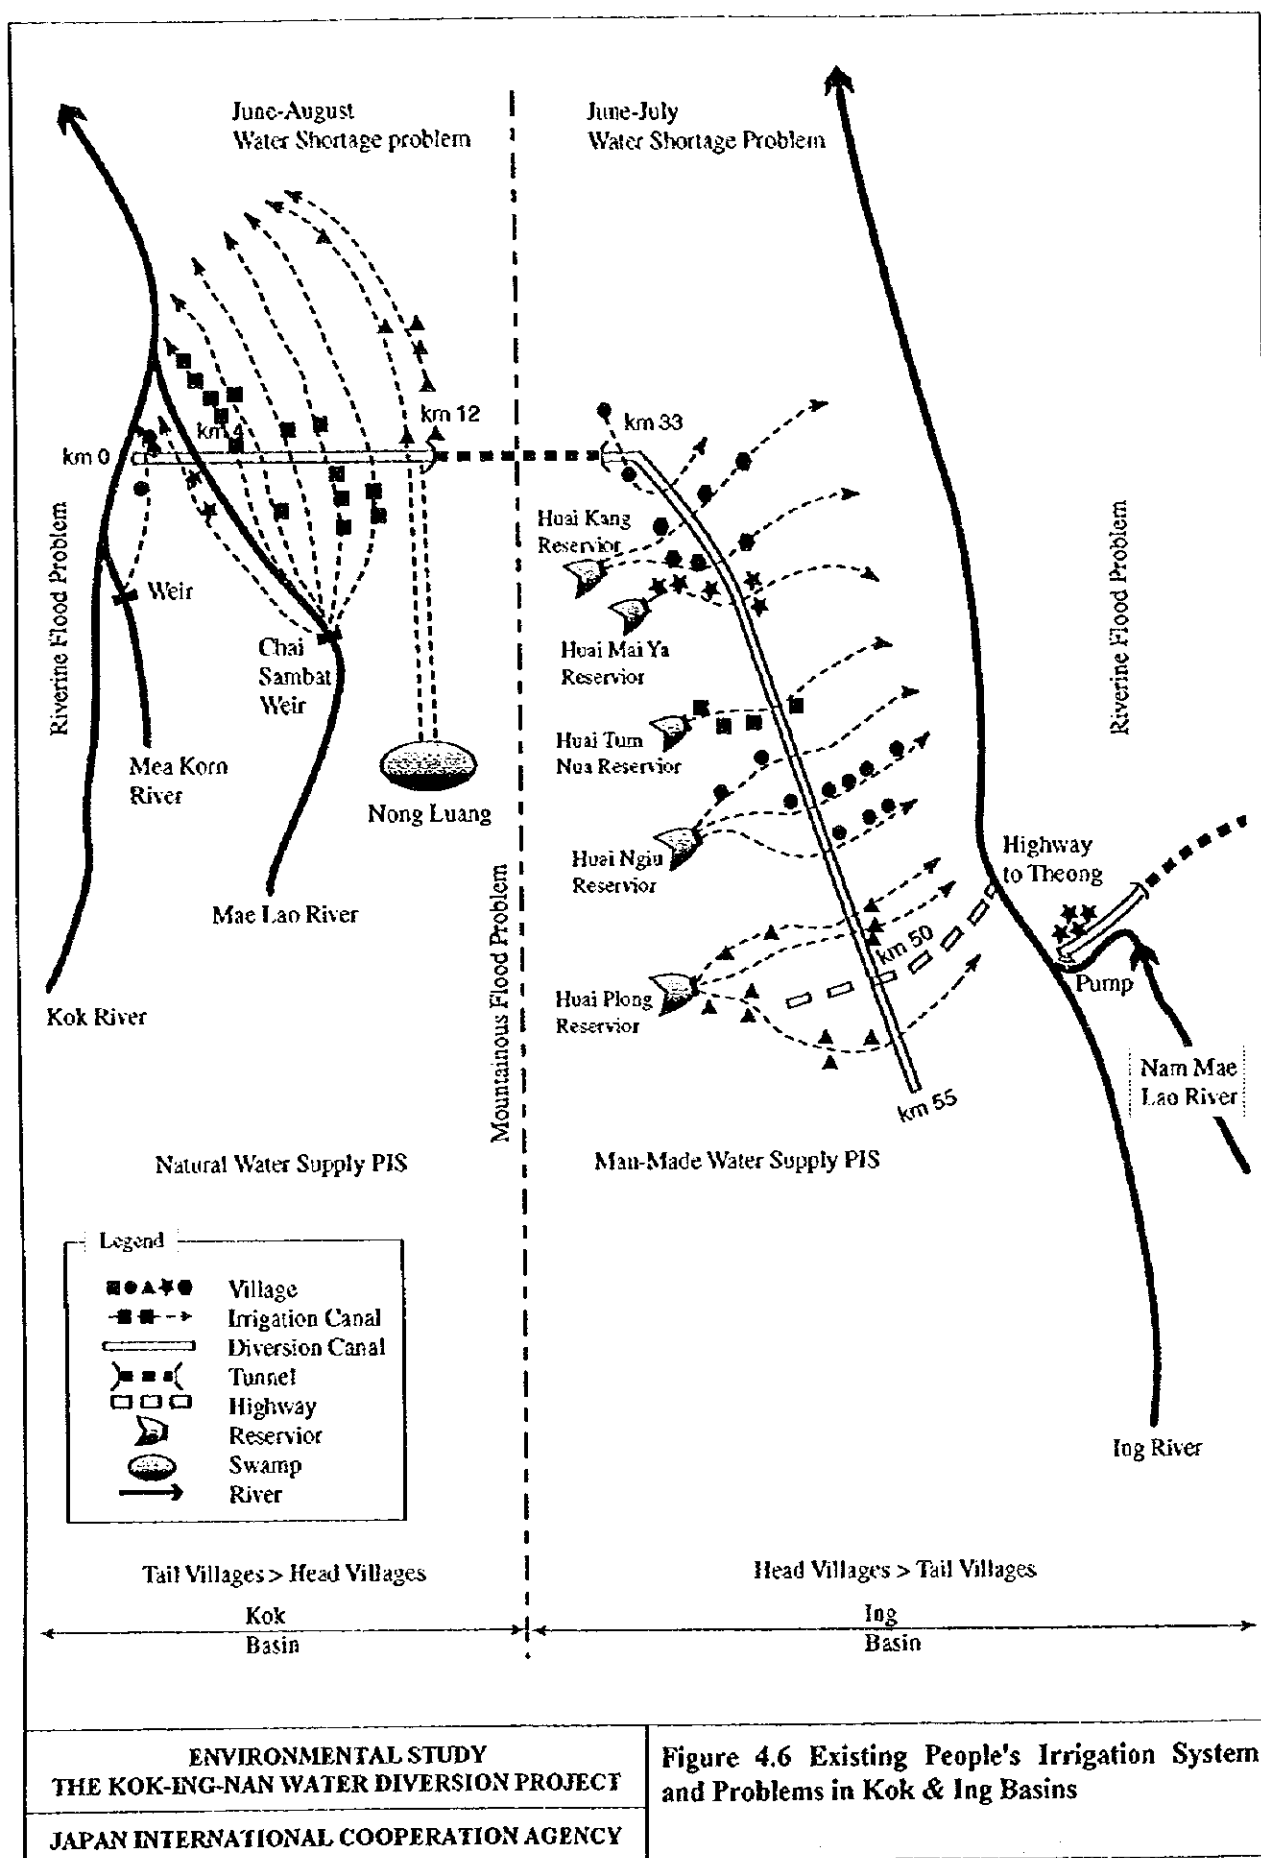 June-August
Water Shortage problem
June-July
Water Shortage Problem
km 0
km 4
km 12
km 33
Riverine Flood Problem
Weir
Chai
Sambat
Weir
Mea Korn
River
Nong Luang
Mae Lao River
Kok River
Mountainous Flood Problem
Huai Kang
Reservior
Huai Mai Ya
Reservior
Huai Tum
Nua Reservior
Huai Ngiu
Reservior
Huai Plong
Reservior
km 50
km 55
Highway
to Theong
Pump
Riverine Flood Problem
Nam Mae
Lao River
Ing River
Natural Water Supply PIS
Man-Made Water Supply PIS
Legend
Village
Irrigation Canal
Diversion Canal
Tunnel
Highway
Reservior
Swamp
River
Tail Villages > Head Villages
Head Villages > Tail Villages
Kok
Basin
Ing
Basin
ENVIRONMENTAL STUDY
THE KOK-ING-NAN WATER DIVERSION PROJECT
JAPAN INTERNATIONAL COOPERATION AGENCY
Figure 4.6 Existing People's Irrigation System
and Problems in Kok & Ing Basins